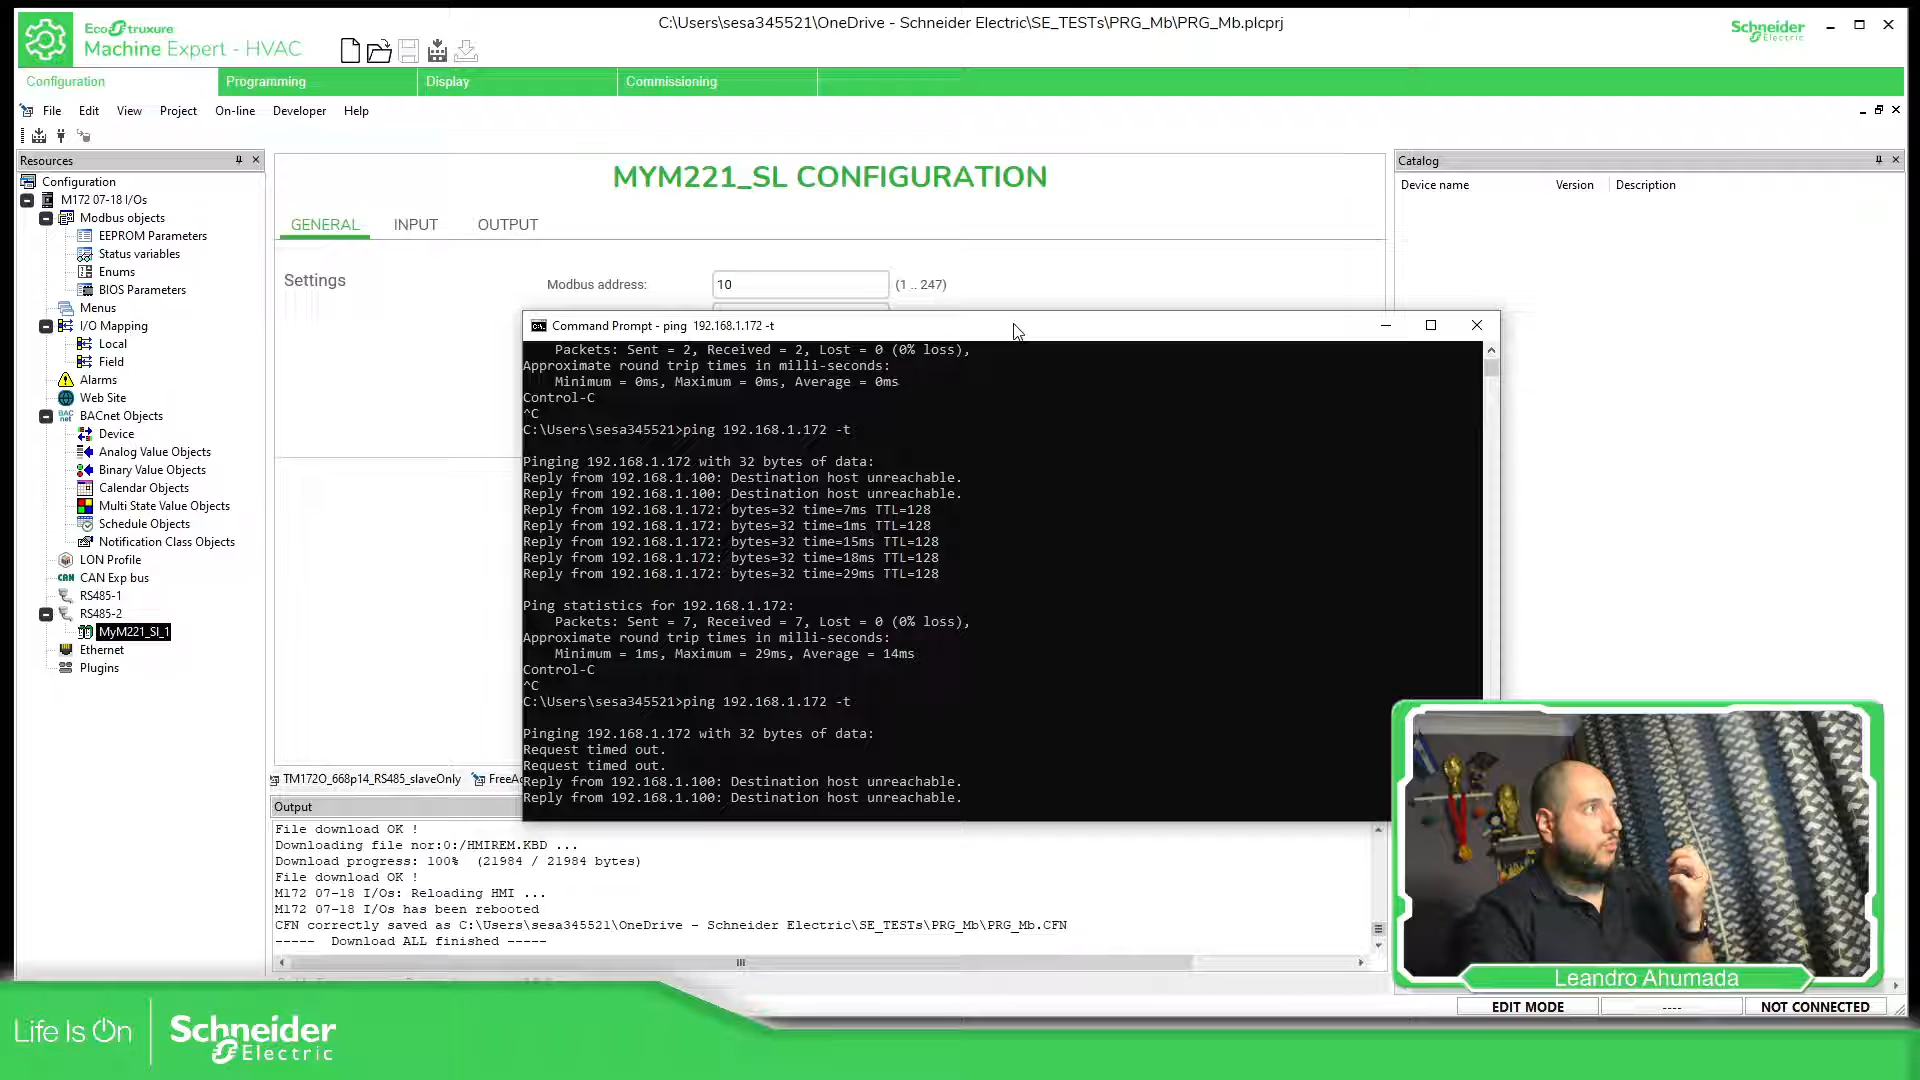 C:\Users\sesa345521\OneDrive - Schneider Electric\SE_TESTs\PRG_Mb\PRG_Mb.plcprj
EcoStruxure
Machine Expert - HVAC
Schneider
Electric
Configuration
Programming
Display
Commissioning
File Edit View Project On-line Developer Help
Resources
Configuration
M172 07-18 I/Os
Modbus objects
EEPROM Parameters
Status variables
Enums
BIOS Parameters
Menus
I/O Mapping
Local
Field
Alarms
Web Site
BACnet Objects
Device
Analog Value Objects
Binary Value Objects
Calendar Objects
Multi State Value Objects
Schedule Objects
Notification Class Objects
LON Profile
CAN Exp bus
RS485-1
RS485-2
MyM221_Sl_1
Ethernet
Plugins
MYM221_SL CONFIGURATION
GENERAL INPUT OUTPUT
Settings
Modbus address: 10 (1 .. 247)
Catalog
Device name Version Description
Command Prompt - ping 192.168.1.172 -t
Packets: Sent = 2, Received = 2, Lost = 0 (0% loss),
Approximate round trip times in milli-seconds:
Minimum = 0ms, Maximum = 0ms, Average = 0ms
Control-C
^C
C:\Users\sesa345521>ping 192.168.1.172 -t
Pinging 192.168.1.172 with 32 bytes of data:
Reply from 192.168.1.100: Destination host unreachable.
Reply from 192.168.1.100: Destination host unreachable.
Reply from 192.168.1.172: bytes=32 time=7ms TTL=128
Reply from 192.168.1.172: bytes=32 time=1ms TTL=128
Reply from 192.168.1.172: bytes=32 time=15ms TTL=128
Reply from 192.168.1.172: bytes=32 time=18ms TTL=128
Reply from 192.168.1.172: bytes=32 time=29ms TTL=128
Ping statistics for 192.168.1.172:
Packets: Sent = 7, Received = 7, Lost = 0 (0% loss),
Approximate round trip times in milli-seconds:
Minimum = 1ms, Maximum = 29ms, Average = 14ms
Control-C
^C
C:\Users\sesa345521>ping 192.168.1.172 -t
Pinging 192.168.1.172 with 32 bytes of data:
Request timed out.
Request timed out.
Reply from 192.168.1.100: Destination host unreachable.
Reply from 192.168.1.100: Destination host unreachable.
TM172O_668p14_RS485_slaveOnly FreeA
Output
File download OK !
Downloading file nor:0:/HMIREM.KBD ...
Download progress: 100% (21984 / 21984 bytes)
File download OK !
M172 07-18 I/Os: Reloading HMI ...
M172 07-18 I/Os has been rebooted
CFN correctly saved as C:\Users\sesa345521\OneDrive - Schneider Electric\SE_TESTs\PRG_Mb\PRG_Mb.CFN
----- Download ALL finished -----
Leandro Ahumada
EDIT MODE ---- NOT CONNECTED
Life Is On
Schneider
Electric